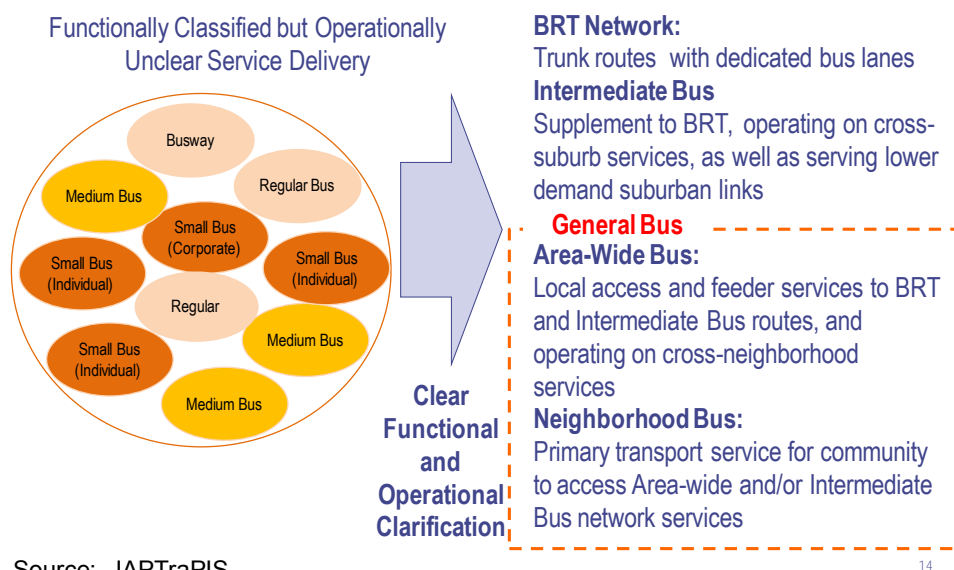 Functionally Classified but Operationally
Unclear Service Delivery
Busway
Regular Bus
Medium Bus
Small Bus
(Corporate)
Small Bus
(Individual)
Small Bus
(Individual)
Regular
Medium Bus
Small Bus
(Individual)
Medium Bus
Clear
Functional
and
Operational
Clarification
BRT Network:
Trunk routes with dedicated bus lanes
Intermediate Bus
Supplement to BRT, operating on cross-
suburb services, as well as serving lower
demand suburban links
General Bus
Area-Wide Bus:
Local access and feeder services to BRT
and Intermediate Bus routes, and
operating on cross-neighborhood
services
Neighborhood Bus:
Primary transport service for community
to access Area-wide and/or Intermediate
Bus network services
Source: JAPTraPIS
14